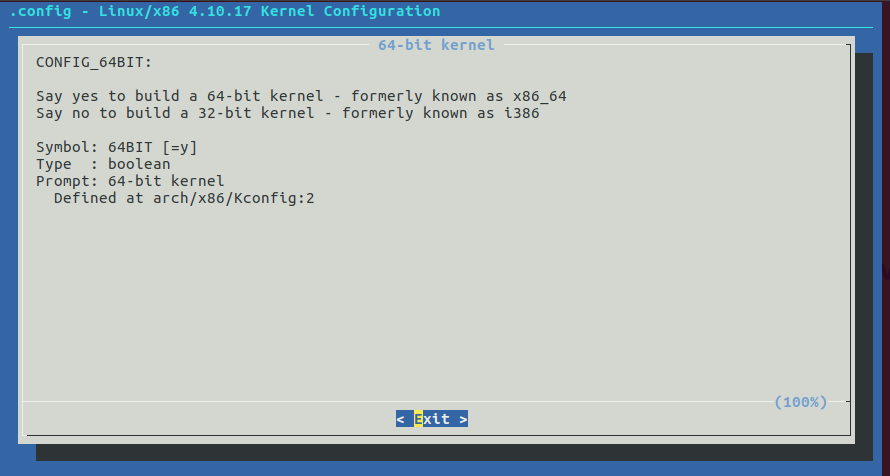 .config - Linux/x86 4.10.17 Kernel Configuration
64-bit kernel
CONFIG_64BIT:
Say yes to build a 64-bit kernel - formerly known as x86_64
Say no to build a 32-bit kernel - formerly known as i386
Symbol: 64BIT [=y]
Type  : boolean
Prompt: 64-bit kernel
  Defined at arch/x86/Kconfig:2
(100%)
< Exit >